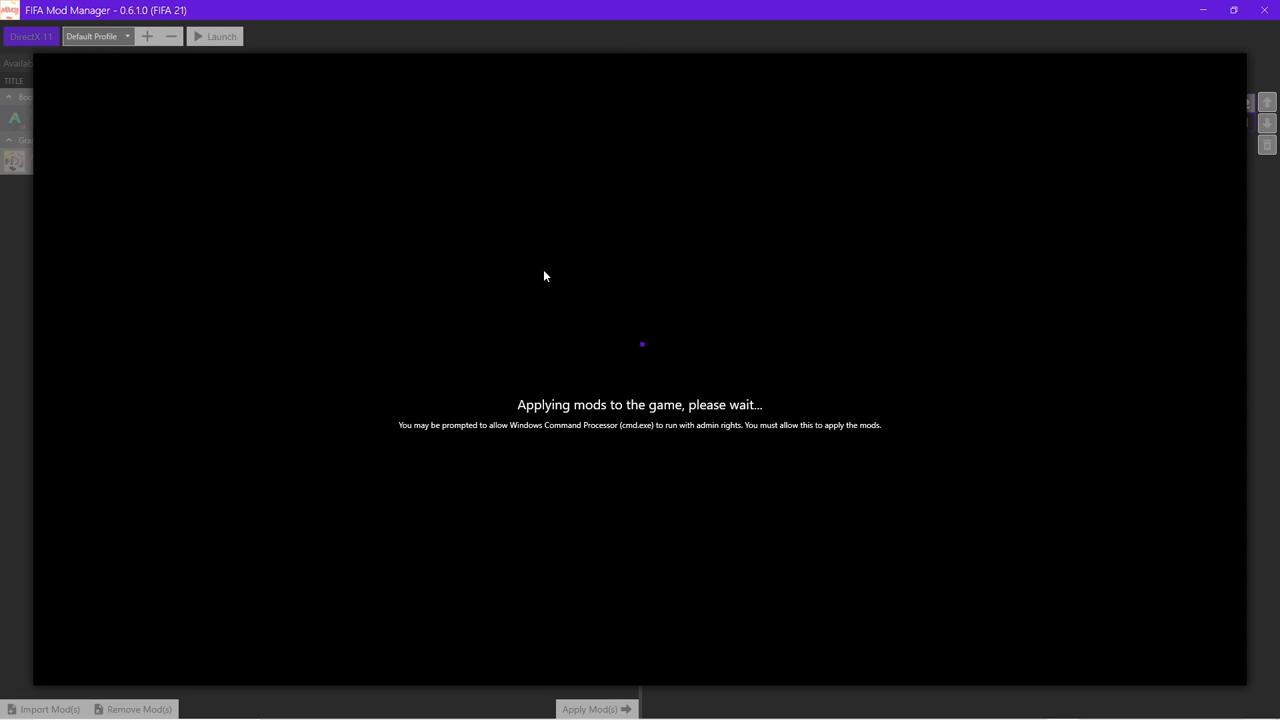 FIFA Mod Manager - 0.6.1.0 (FIFA 21)
DirectX 11
Default Profile
Launch
TITLE
Applying mods to the game, please wait...
You may be prompted to allow Windows Command Processor (cmd.exe) to run with admin rights. You must allow this to apply the mods.
Import Mod(s)
Remove Mod(s)
Apply Mod(s)